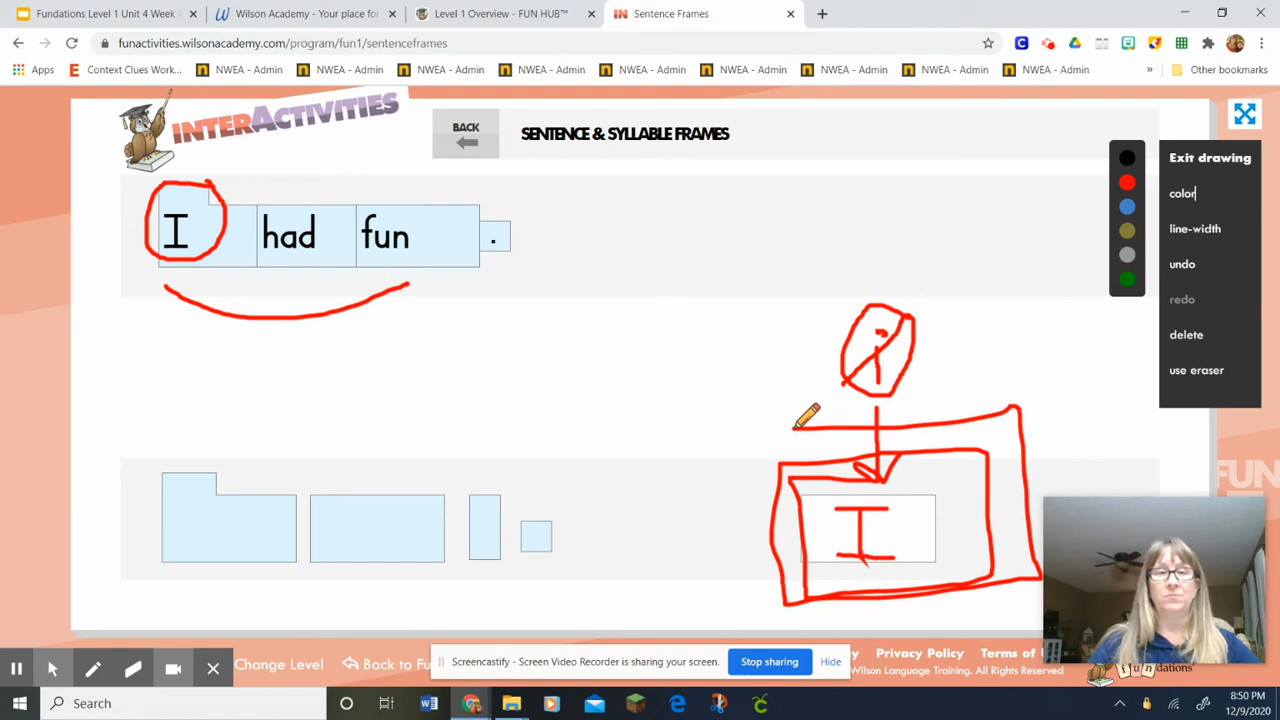 Fundations Level 1 Unit 4 Week
Wilson Academy - Your place for
Level 1 Overview - FUN HUB™
Sentence Frames
funactivities.wilsonacademy.com/program/fun1/sentenceframes
Apps
Context Clues Work...
NWEA - Admin
NWEA - Admin
NWEA - Admin
NWEA - Admin
NWEA - Admin
NWEA - Admin
NWEA - Admin
NWEA - Admin
»
Other bookmarks
INTERACTIVITIES
BACK
SENTENCE & SYLLABLE FRAMES
Exit drawing
color
line-width
undo
redo
delete
use eraser
I had fun .
i
I
FUN
Change Level
Back to Fu
Screencastify - Screen Video Recorder is sharing your screen.
Stop sharing
Hide
y
Privacy Policy
Terms of
Wilson Language Training. All Rights Reserved
fundations
Search
8:50 PM
12/9/2020